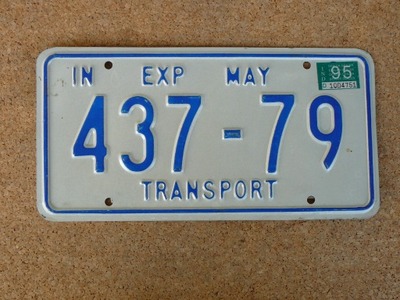 IN EXP MAY
95
437-79
TRANSPORT